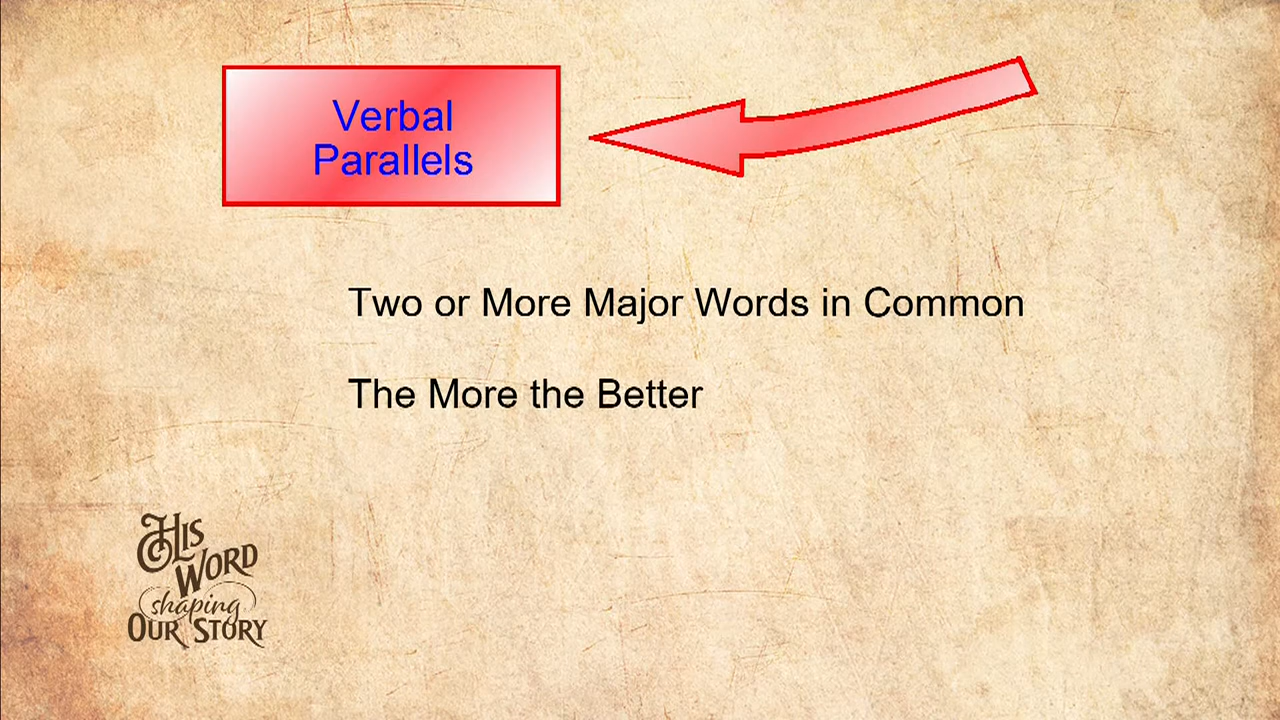 Verbal
Parallels
Two or More Major Words in Common
The More the Better
His
Word
shaping
Our Story